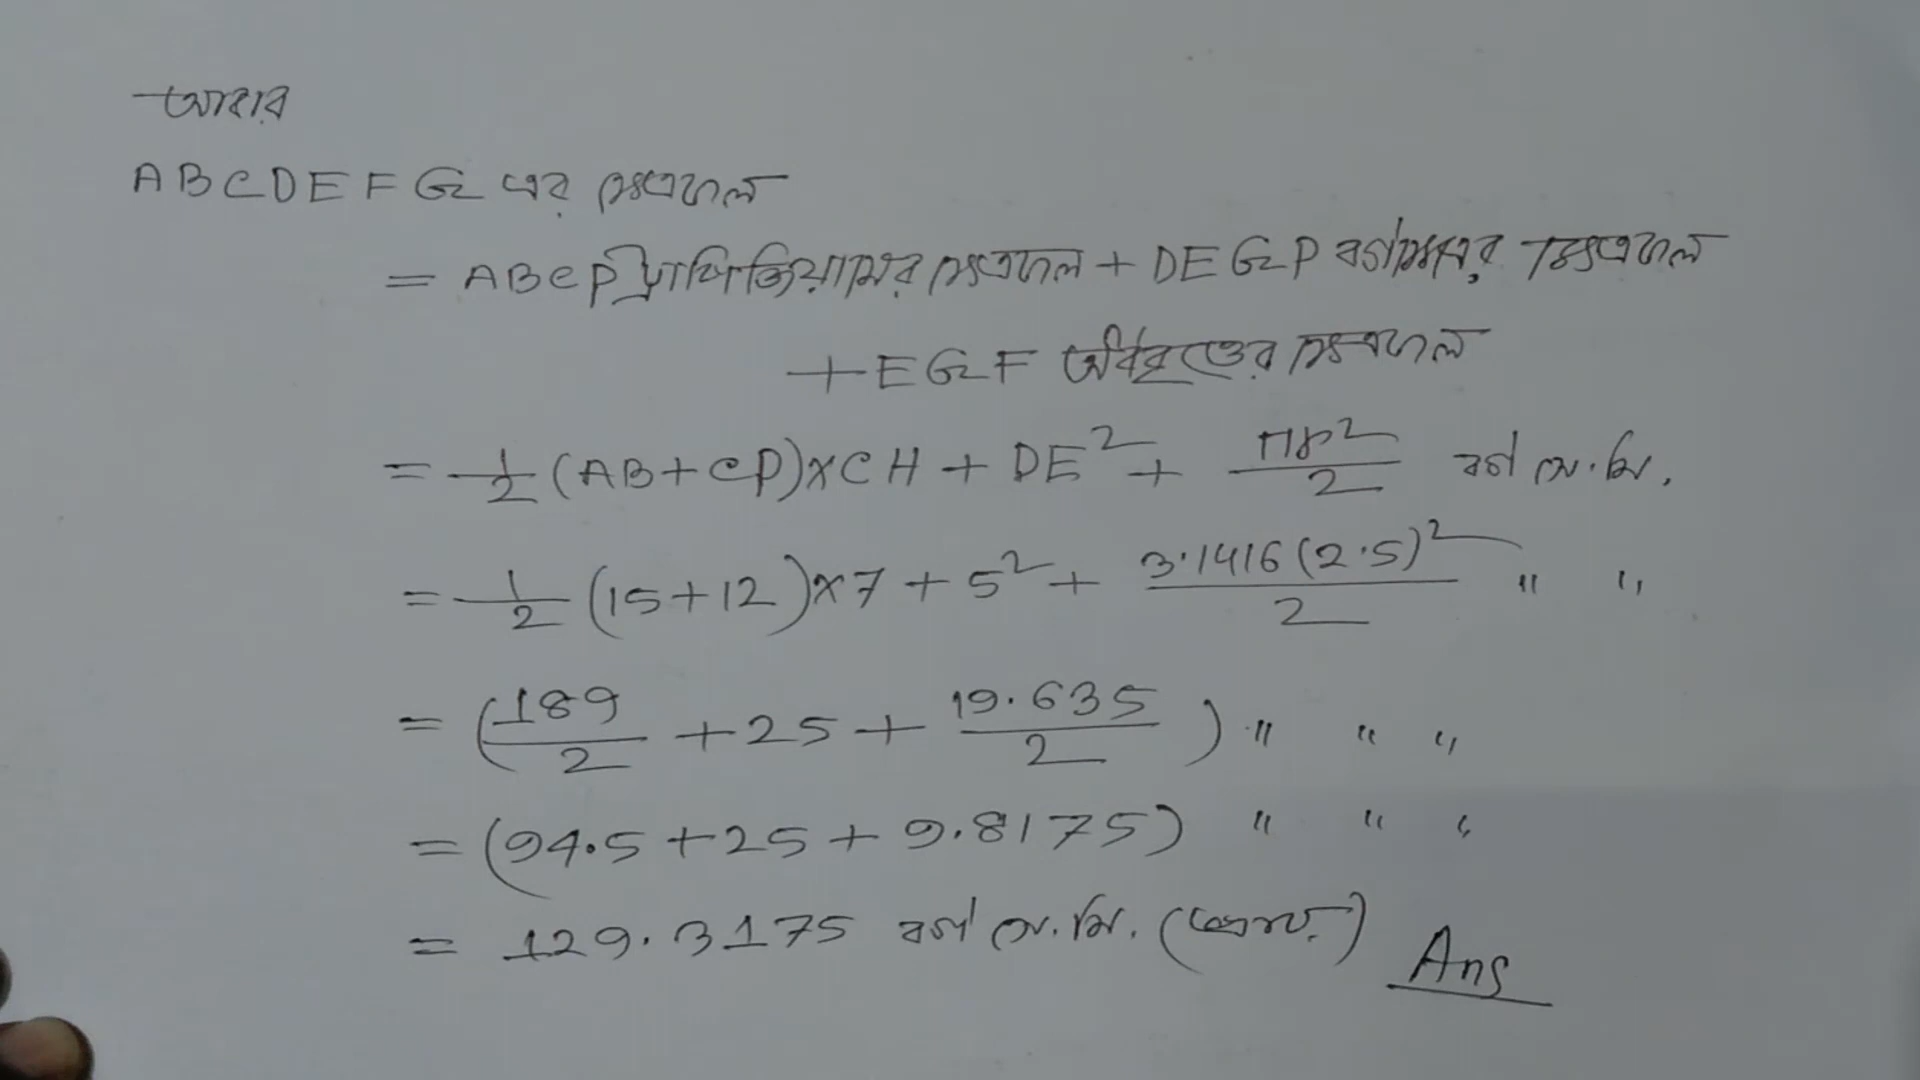 আবার
ABCDEFG এর ক্ষেত্রফল
= ABCP ট্রাপিজিয়ামের ক্ষেত্রফল + DEGP বর্গক্ষেত্রের ক্ষেত্রফল
+ EGF অর্ধবৃত্তের ক্ষেত্রফল
= 1/2 (AB+CP)×CH + DE² + πr²/2 বর্গ সে.মি.
= 1/2 (15+12)×7 + 5² + 3.1416(2.5)²/2 " "
= (189/2 + 25 + 19.635/2) " " "
= (94.5+25+9.8175) " " "
= 129.3175 বর্গ সে.মি. (প্রায়) Ans